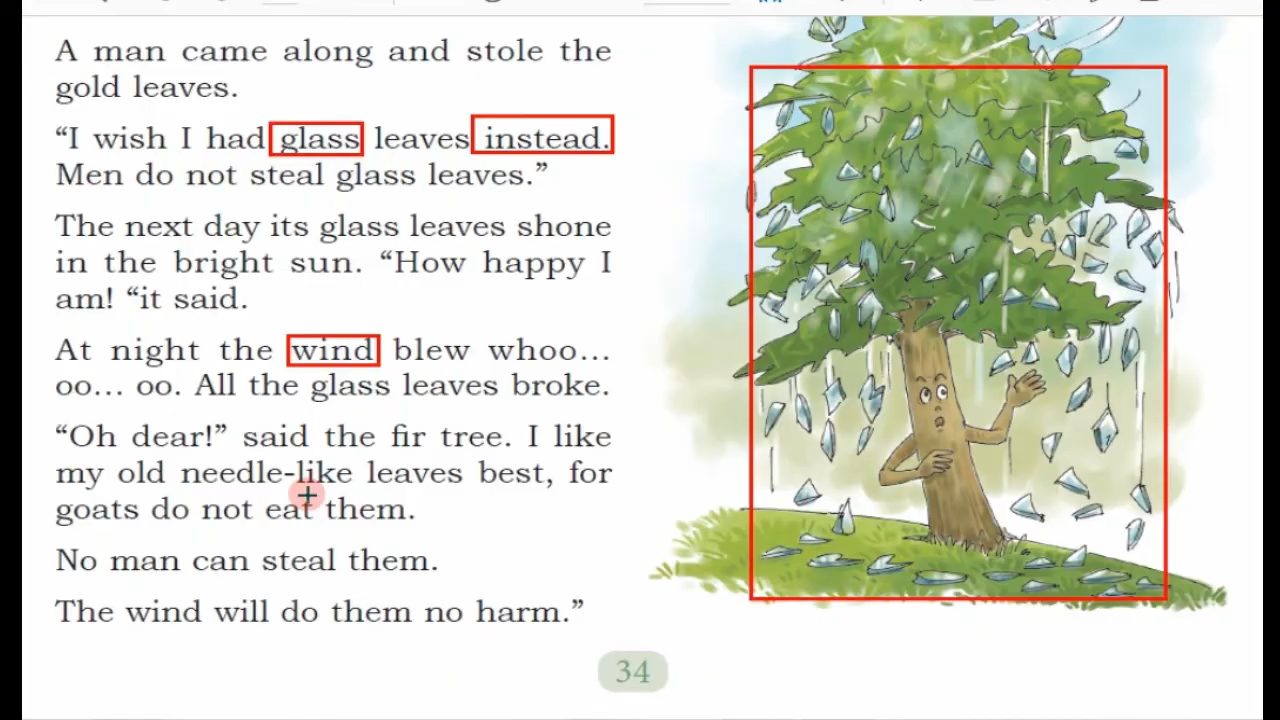 A man came along and stole the
gold leaves.
“I wish I had glass leaves instead.
Men do not steal glass leaves.”
The next day its glass leaves shone
in the bright sun. “How happy I
am! “it said.
At night the wind blew whoo...
oo... oo. All the glass leaves broke.
“Oh dear!” said the fir tree. I like
my old needle-like leaves best, for
goats do not eat them.
No man can steal them.
The wind will do them no harm.”
34